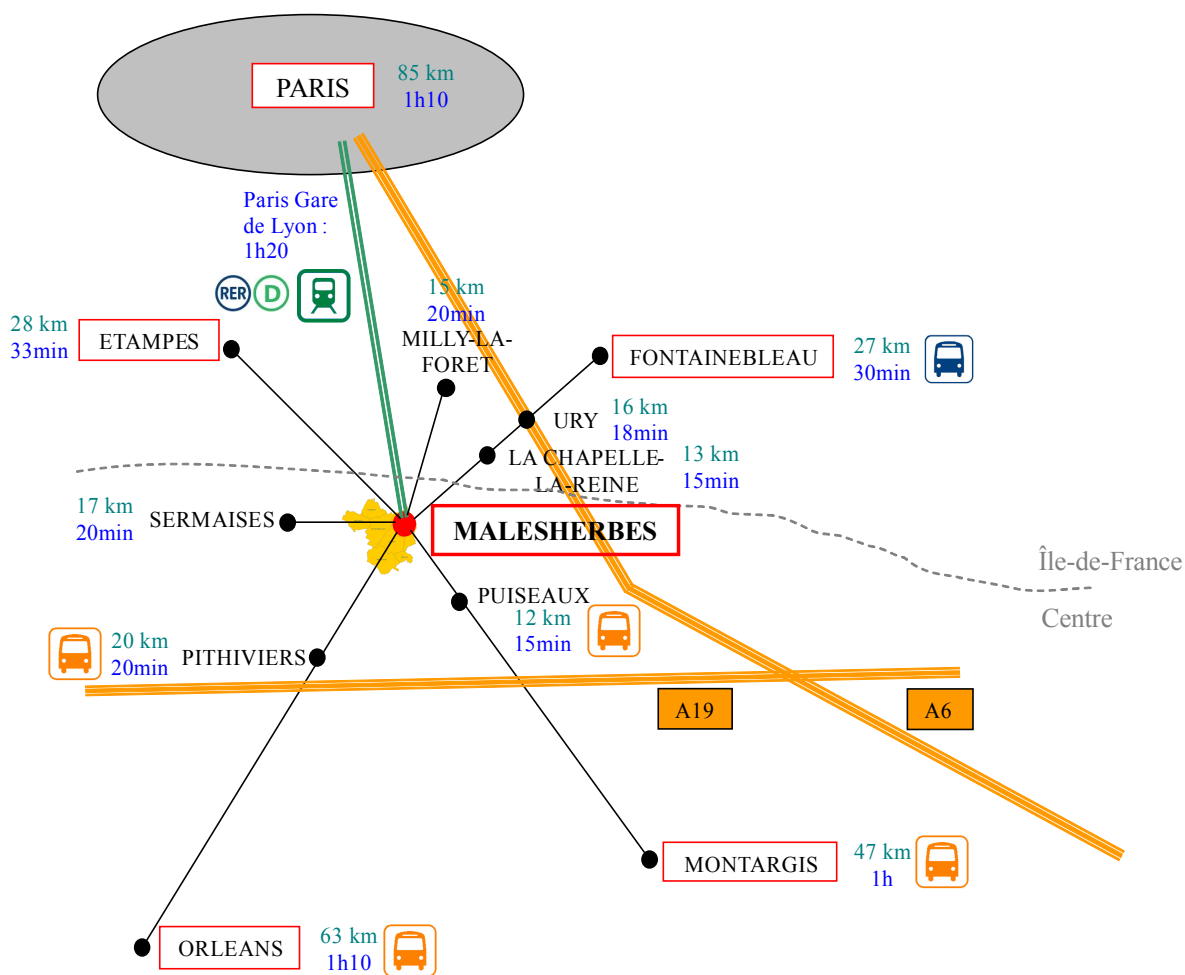 PARIS
85 km
1h10
Paris Gare
de Lyon :
1h20
RER
D
15 km
20min
MILLY-LA-
FORET
28 km
33min
ETAMPES
FONTAINEBLEAU
27 km
30min
URY
16 km
18min
LA CHAPELLE-
LA-REINE
13 km
15min
17 km
20min
SERMAISES
MALESHERBES
Île-de-France
Centre
PUISEAUX
12 km
15min
20 km
20min
PITHIVIERS
A19
A6
MONTARGIS
47 km
1h
ORLEANS
63 km
1h10